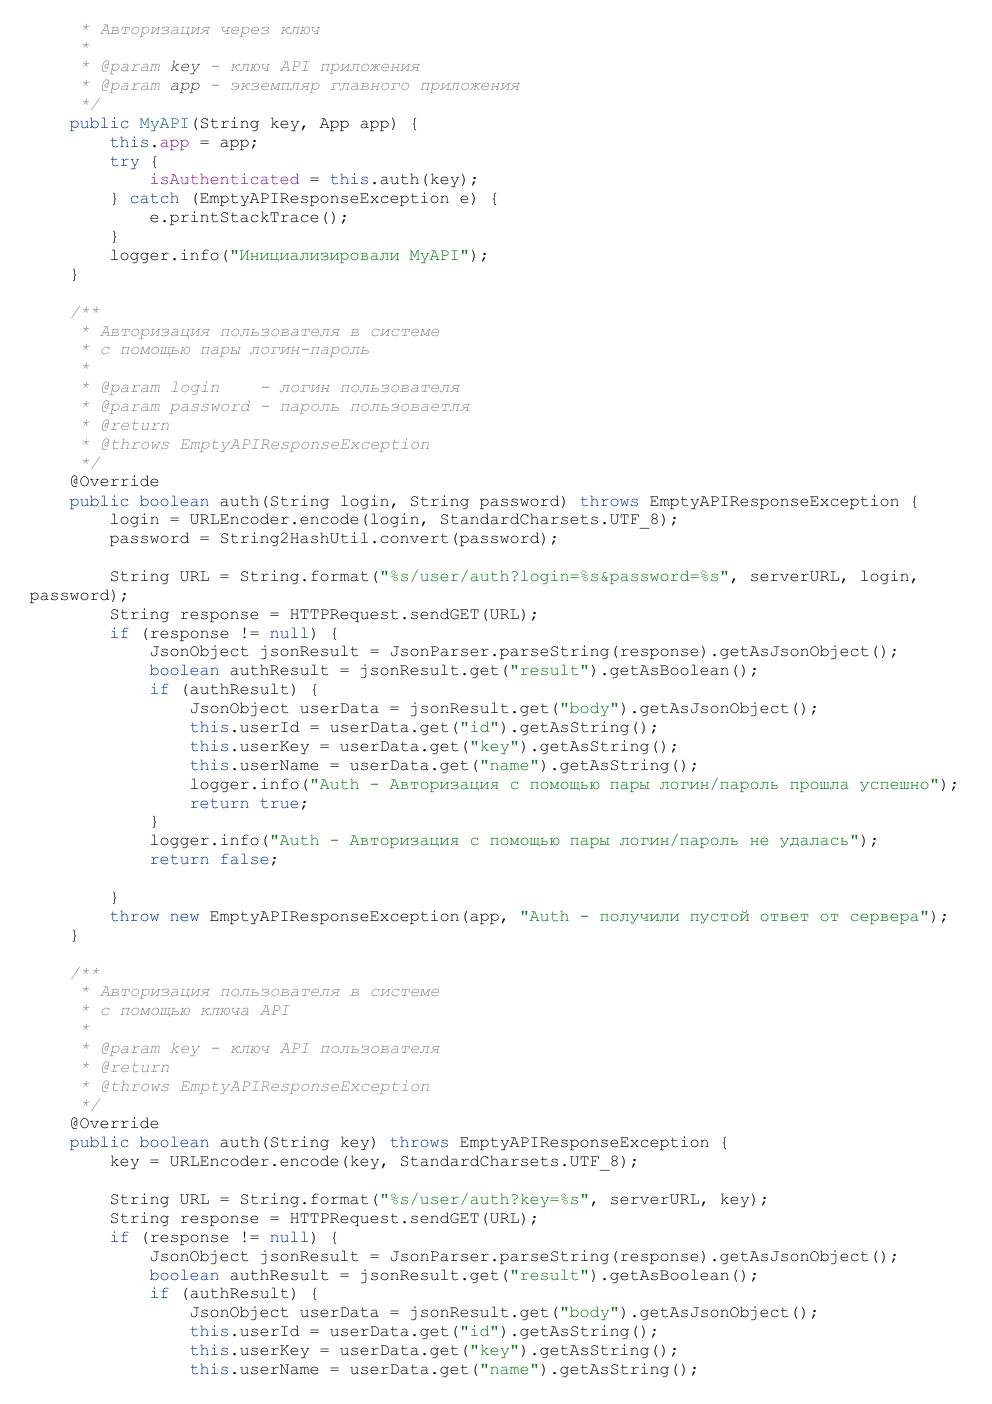 * Авторизация через ключ
     *
     * @param key - ключ API приложения
     * @param app - экземпляр главного приложения
     */
    public MyAPI(String key, App app) {
        this.app = app;
        try {
            isAuthenticated = this.auth(key);
        } catch (EmptyAPIResponseException e) {
            e.printStackTrace();
        }
        logger.info("Инициализировали MyAPI");
    }

    /**
     * Авторизация пользователя в системе
     * с помощью пары логин-пароль
     *
     * @param login    - логин пользователя
     * @param password - пароль пользоваетля
     * @return
     * @throws EmptyAPIResponseException
     */
    @Override
    public boolean auth(String login, String password) throws EmptyAPIResponseException {
        login = URLEncoder.encode(login, StandardCharsets.UTF_8);
        password = String2HashUtil.convert(password);

        String URL = String.format("%s/user/auth?login=%s&password=%s", serverURL, login,
password);
        String response = HTTPRequest.sendGET(URL);
        if (response != null) {
            JsonObject jsonResult = JsonParser.parseString(response).getAsJsonObject();
            boolean authResult = jsonResult.get("result").getAsBoolean();
            if (authResult) {
                JsonObject userData = jsonResult.get("body").getAsJsonObject();
                this.userId = userData.get("id").getAsString();
                this.userKey = userData.get("key").getAsString();
                this.userName = userData.get("name").getAsString();
                logger.info("Auth - Авторизация с помощью пары логин/пароль прошла успешно");
                return true;
            }
            logger.info("Auth - Авторизация с помощью пары логин/пароль не удалась");
            return false;

        }
        throw new EmptyAPIResponseException(app, "Auth - получили пустой ответ от сервера");
    }

    /**
     * Авторизация пользователя в системе
     * с помощью ключа API
     *
     * @param key - ключ API пользователя
     * @return
     * @throws EmptyAPIResponseException
     */
    @Override
    public boolean auth(String key) throws EmptyAPIResponseException {
        key = URLEncoder.encode(key, StandardCharsets.UTF_8);

        String URL = String.format("%s/user/auth?key=%s", serverURL, key);
        String response = HTTPRequest.sendGET(URL);
        if (response != null) {
            JsonObject jsonResult = JsonParser.parseString(response).getAsJsonObject();
            boolean authResult = jsonResult.get("result").getAsBoolean();
            if (authResult) {
                JsonObject userData = jsonResult.get("body").getAsJsonObject();
                this.userId = userData.get("id").getAsString();
                this.userKey = userData.get("key").getAsString();
                this.userName = userData.get("name").getAsString();